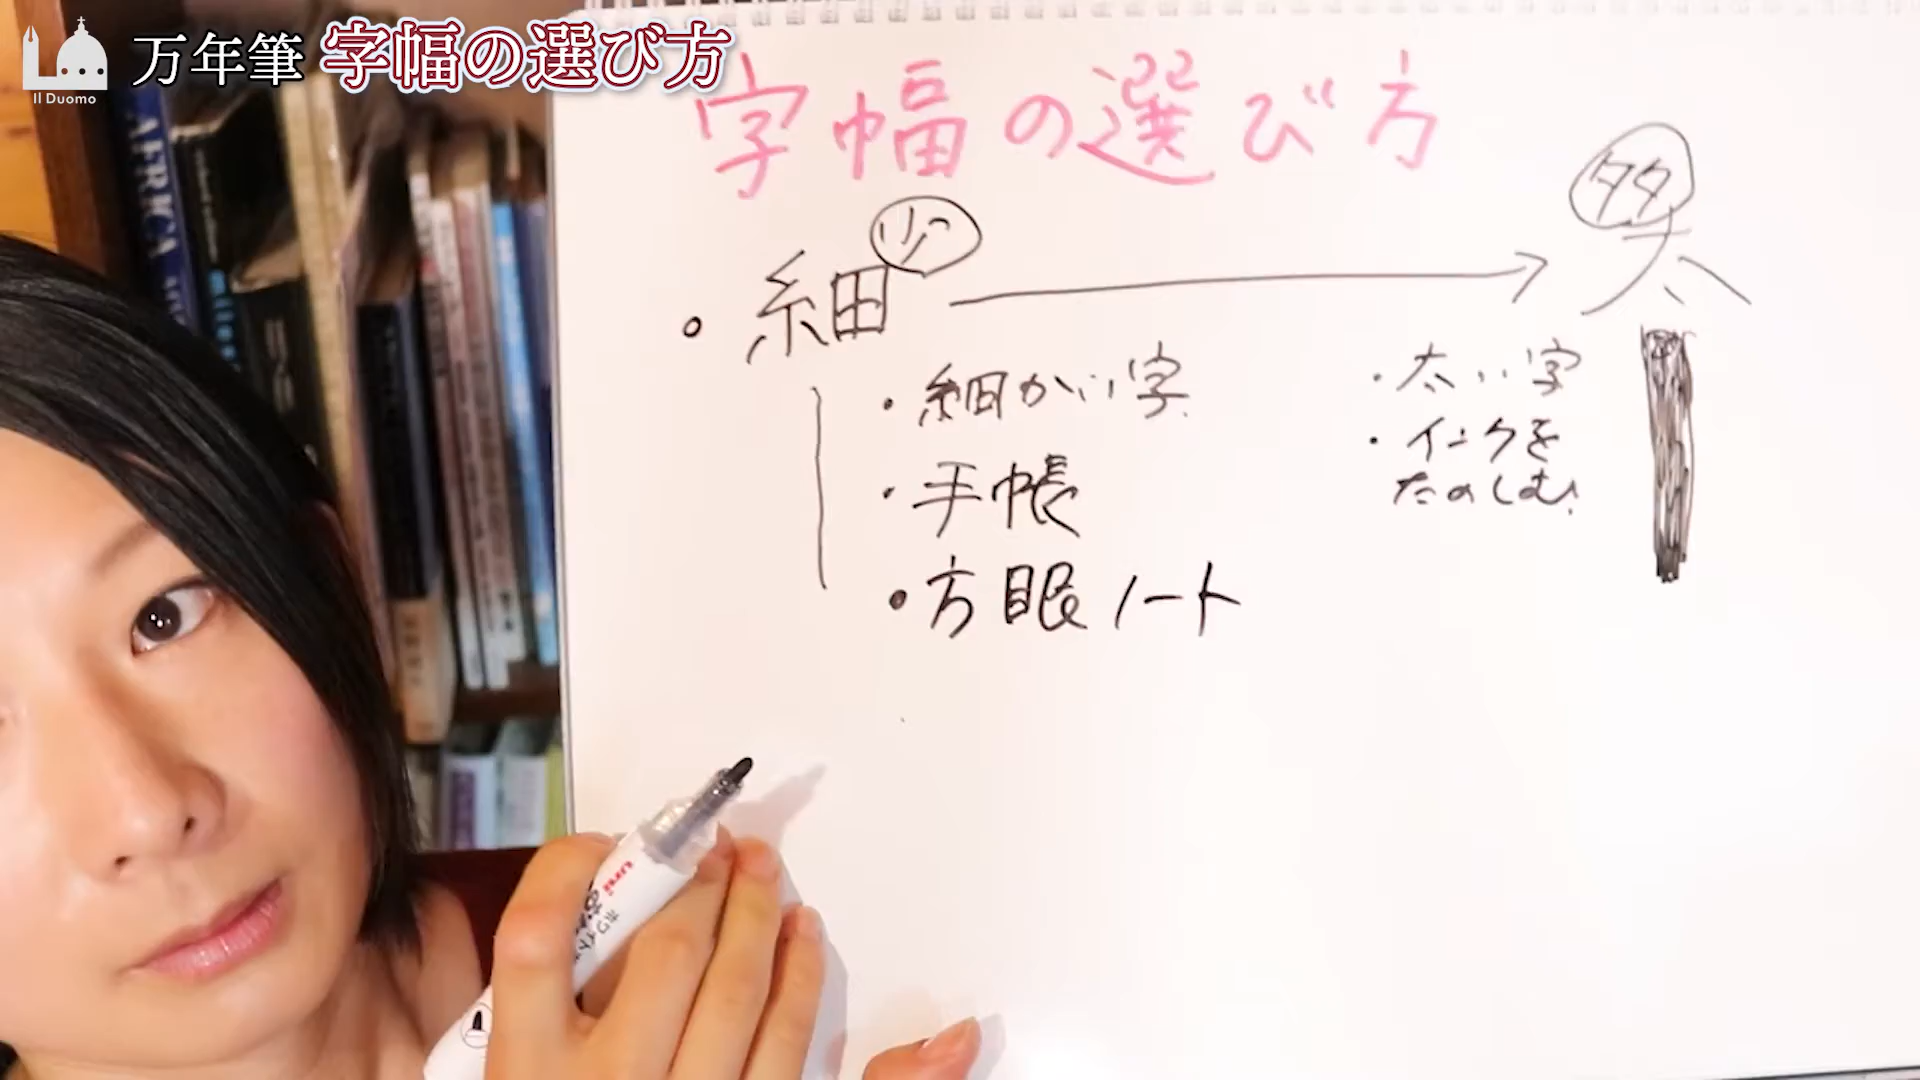 万年筆 字幅の選び方
Il Duomo
AFRICA
字幅の選び方
少
多
・細 → 太
・細かい字
・手帳
・方眼ノート
・太い字
・インクを
たのしむ
uni